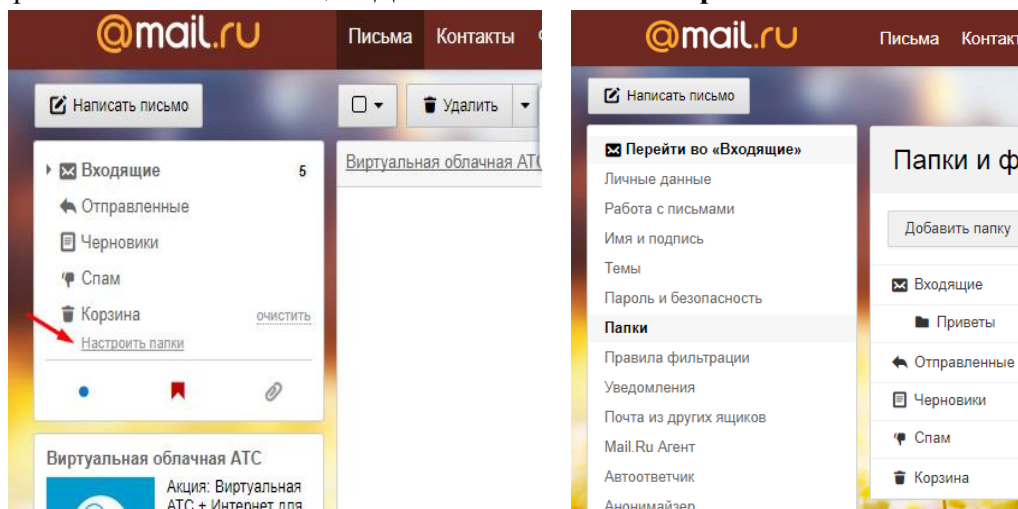 @mail.ru
Письма Контакты
Написать письмо
Удалить
Входящие 5
Отправленные
Черновики
Спам
Корзина очистить
Настроить папки
Виртуальная облачная АТС
Виртуальная облачная АТС
Акция: Виртуальная
АТС + Интернет для
@mail.ru
Письма Контакт
Написать письмо
Перейти во «Входящие»
Личные данные
Работа с письмами
Имя и подпись
Темы
Пароль и безопасность
Папки
Правила фильтрации
Уведомления
Почта из других ящиков
Mail.Ru Агент
Автоответчик
Анонимайзер
Папки и ф
Добавить папку
Входящие
Приветы
Отправленные
Черновики
Спам
Корзина